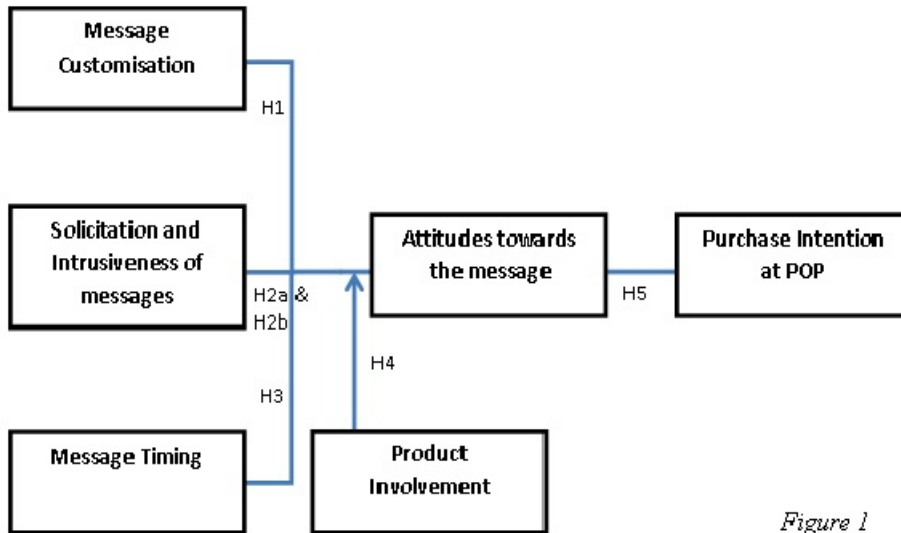 Message
Customisation
H1
Solicitation and
Intrusiveness of
messages
H2a &
H2b
Attitudes towards
the message
H5
Purchase Intention
at POP
H3
H4
Message Timing
Product
Involvement
Figure 1